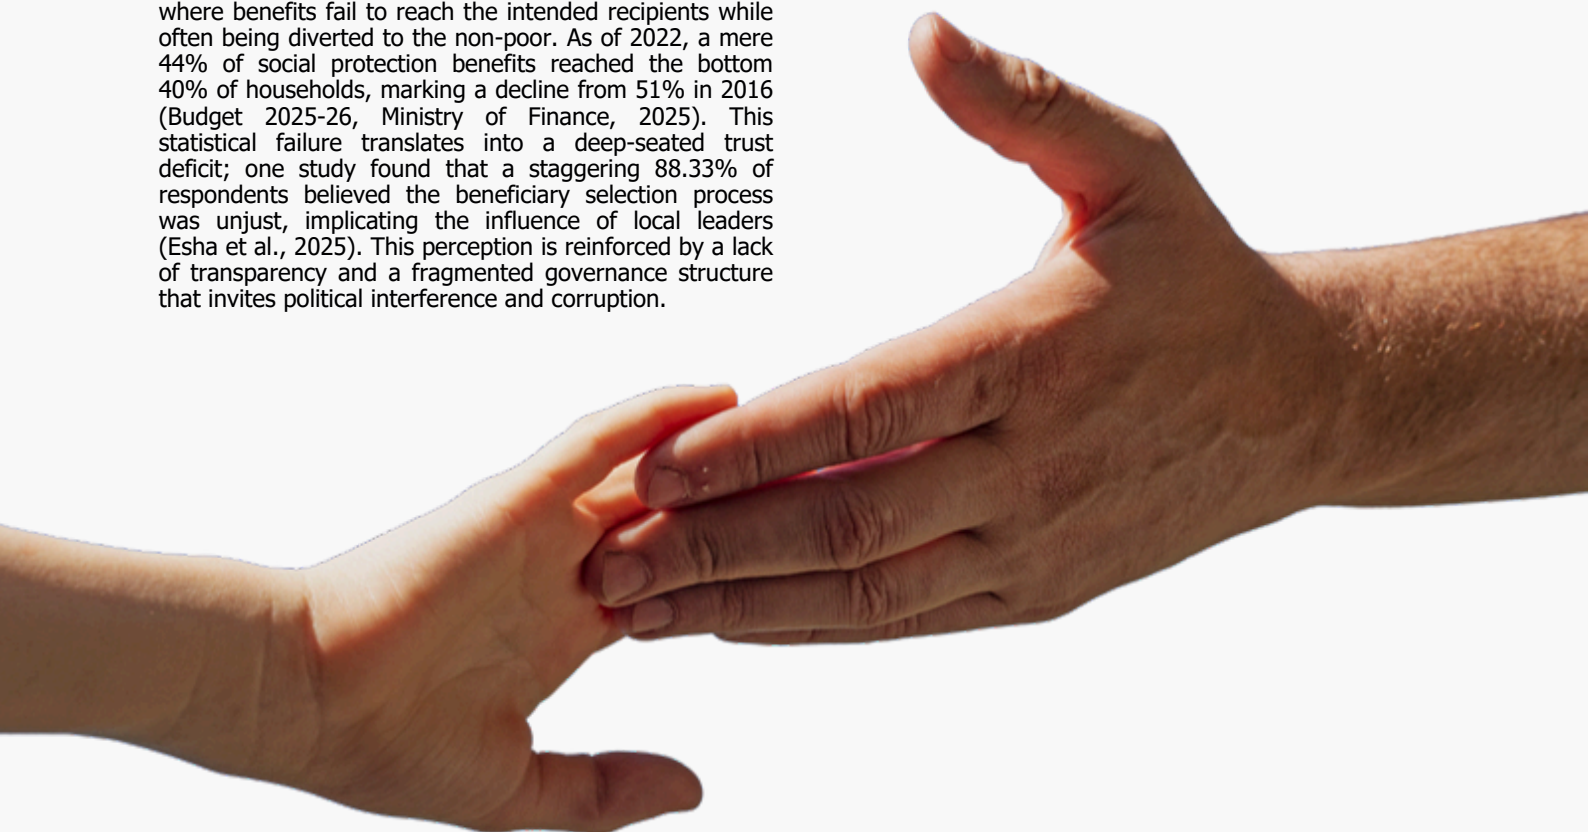 where benefits fail to reach the intended recipients while
often being diverted to the non-poor. As of 2022, a mere
44% of social protection benefits reached the bottom
40% of households, marking a decline from 51% in 2016
(Budget 2025-26, Ministry of Finance, 2025). This
statistical failure translates into a deep-seated trust
deficit; one study found that a staggering 88.33% of
respondents believed the beneficiary selection process
was unjust, implicating the influence of local leaders
(Esha et al., 2025). This perception is reinforced by a lack
of transparency and a fragmented governance structure
that invites political interference and corruption.